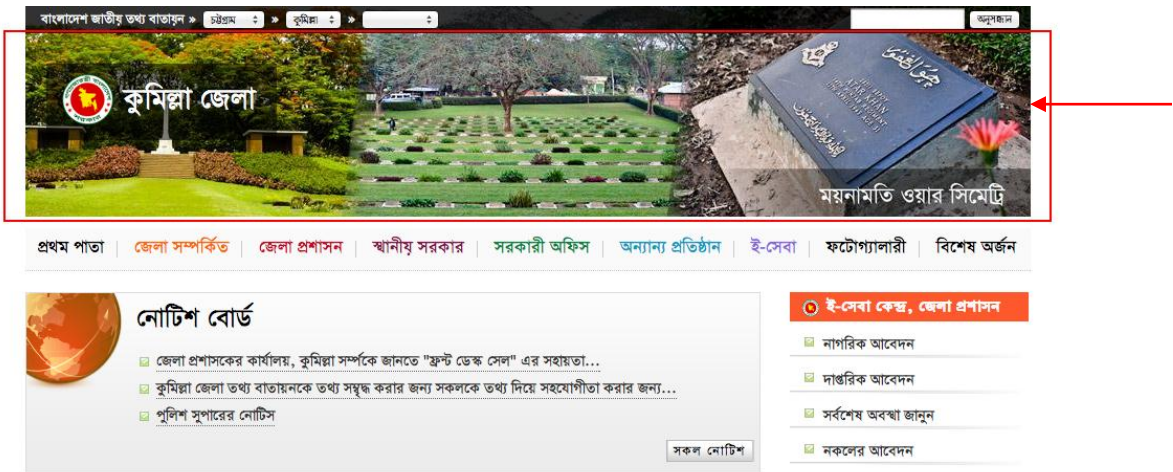 বাংলাদেশ জাতীয় তথ্য বাতায়ন » চট্টগ্রাম » কুমিল্লা »
অনুসন্ধান
কুমিল্লা জেলা
ময়নামতি ওয়ার সিমেট্রি
প্রথম পাতা | জেলা সম্পর্কিত | জেলা প্রশাসন | স্থানীয় সরকার | সরকারী অফিস | অন্যান্য প্রতিষ্ঠান | ই-সেবা | ফটোগ্যালারী | বিশেষ অর্জন
নোটিশ বোর্ড
জেলা প্রশাসকের কার্যালয়, কুমিল্লা সর্ম্পকে জানতে "ফ্রন্ট ডেস্ক সেল" এর সহায়তা...
কুমিল্লা জেলা তথ্য বাতায়নকে তথ্য সম্বৃদ্ধ করার জন্য সকলকে তথ্য দিয়ে সহযোগীতা করার জন্য...
পুলিশ সুপারের নোটিস
সকল নোটিশ
ই-সেবা কেন্দ্র, জেলা প্রশাসন
নাগরিক আবেদন
দাপ্তরিক আবেদন
সর্বশেষ অবস্থা জানুন
নকলের আবেদন